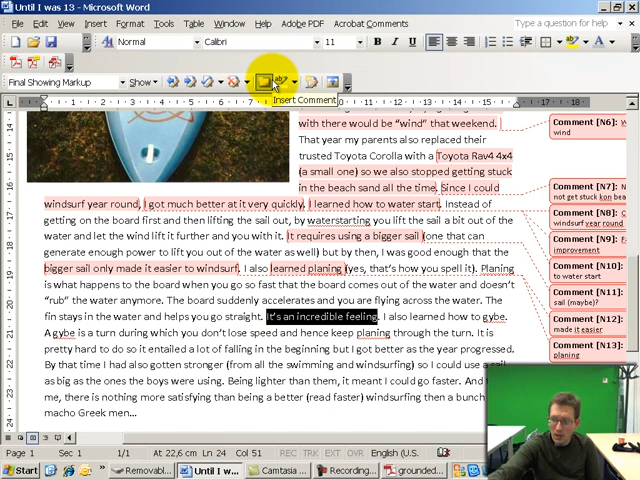 Until I was 13 - Microsoft Word
File Edit View Insert Format Tools Table Window Help Adobe PDF Acrobat Comments
Type a question for help
Normal Calibri 11 B I U
Final Showing Markup Show
Insert Comment
with there would be "wind" that weekend.
That year my parents also replaced their
trusted Toyota Corolla with a Toyota Rav4 4x4
(a small one) so we also stopped getting stuck
in the beach sand all the time. Since I could
windsurf year round, I got much better at it very quickly. I learned how to water start. Instead of
getting on the board first and then lifting the sail out, by waterstarting you lift the sail a bit out of the
water and let the wind lift it further and you with it. It requires using a bigger sail (one that can
generate enough power to lift you out of the water as well) but by then, I was good enough that the
bigger sail only made it easier to windsurf. I also learned planing (yes, that's how you spell it). Planing
is what happens to the board when you go so fast that the board comes out of the water and doesn't
"rub" the water anymore. The board suddenly accelerates and you are flying across the water. The
fin stays in the water and helps you go straight. It's an incredible feeling. I also learned how to gybe.
A gybe is a turn during which you don't lose speed and hence keep planing through the turn. It is
pretty hard to do so it entailed a lot of falling in the beginning but I got better as the year progressed.
By that time I had also gotten stronger (from all the swimming and windsurfing) so I could use a sail
as big as the ones the boys were using. Being lighter than them, it meant I could go faster. And
me, there is nothing more satisfying than being a better (read faster) windsurfing then a bunch
macho Greek men...
Comment [N6]:
wind
Comment [N7]:
not get stuck kon bea
Comment [N8]:
windsurf year round
Comment [N9]:
improvement
Comment [N10]:
to water start
Comment [N11]:
sail (maybe)?
Comment [N12]:
made it easier
Comment [N13]:
planing
Page 1 Sec 1 1/1 At 22,6 cm Ln 24 Col 51 REC TRK EXT OVR English (U.S.
Start Removabl... Until I w... Camtasia Recording... grounded...